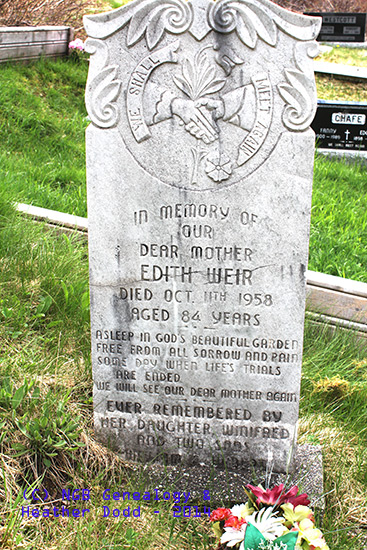 WESTCOTT
CHAFE
FANNY
WE SHALL MEET AGAIN
IN MEMORY OF
OUR
DEAR MOTHER
EDITH WEIR
DIED OCT. 11TH 1958
AGED 84 YEARS
ASLEEP IN GOD'S BEAUTIFUL GARDEN
FREE FROM ALL SORROW AND PAIN
SOME DAY WHEN LIFE'S TRIALS
ARE ENDED
WE WILL SEE OUR DEAR MOTHER AGAIN
EVER REMEMBERED BY
HER DAUGHTER, WINIFRED
AND TWO SONS
(C) NGB Genealogy &
Heather Dodd - 2014